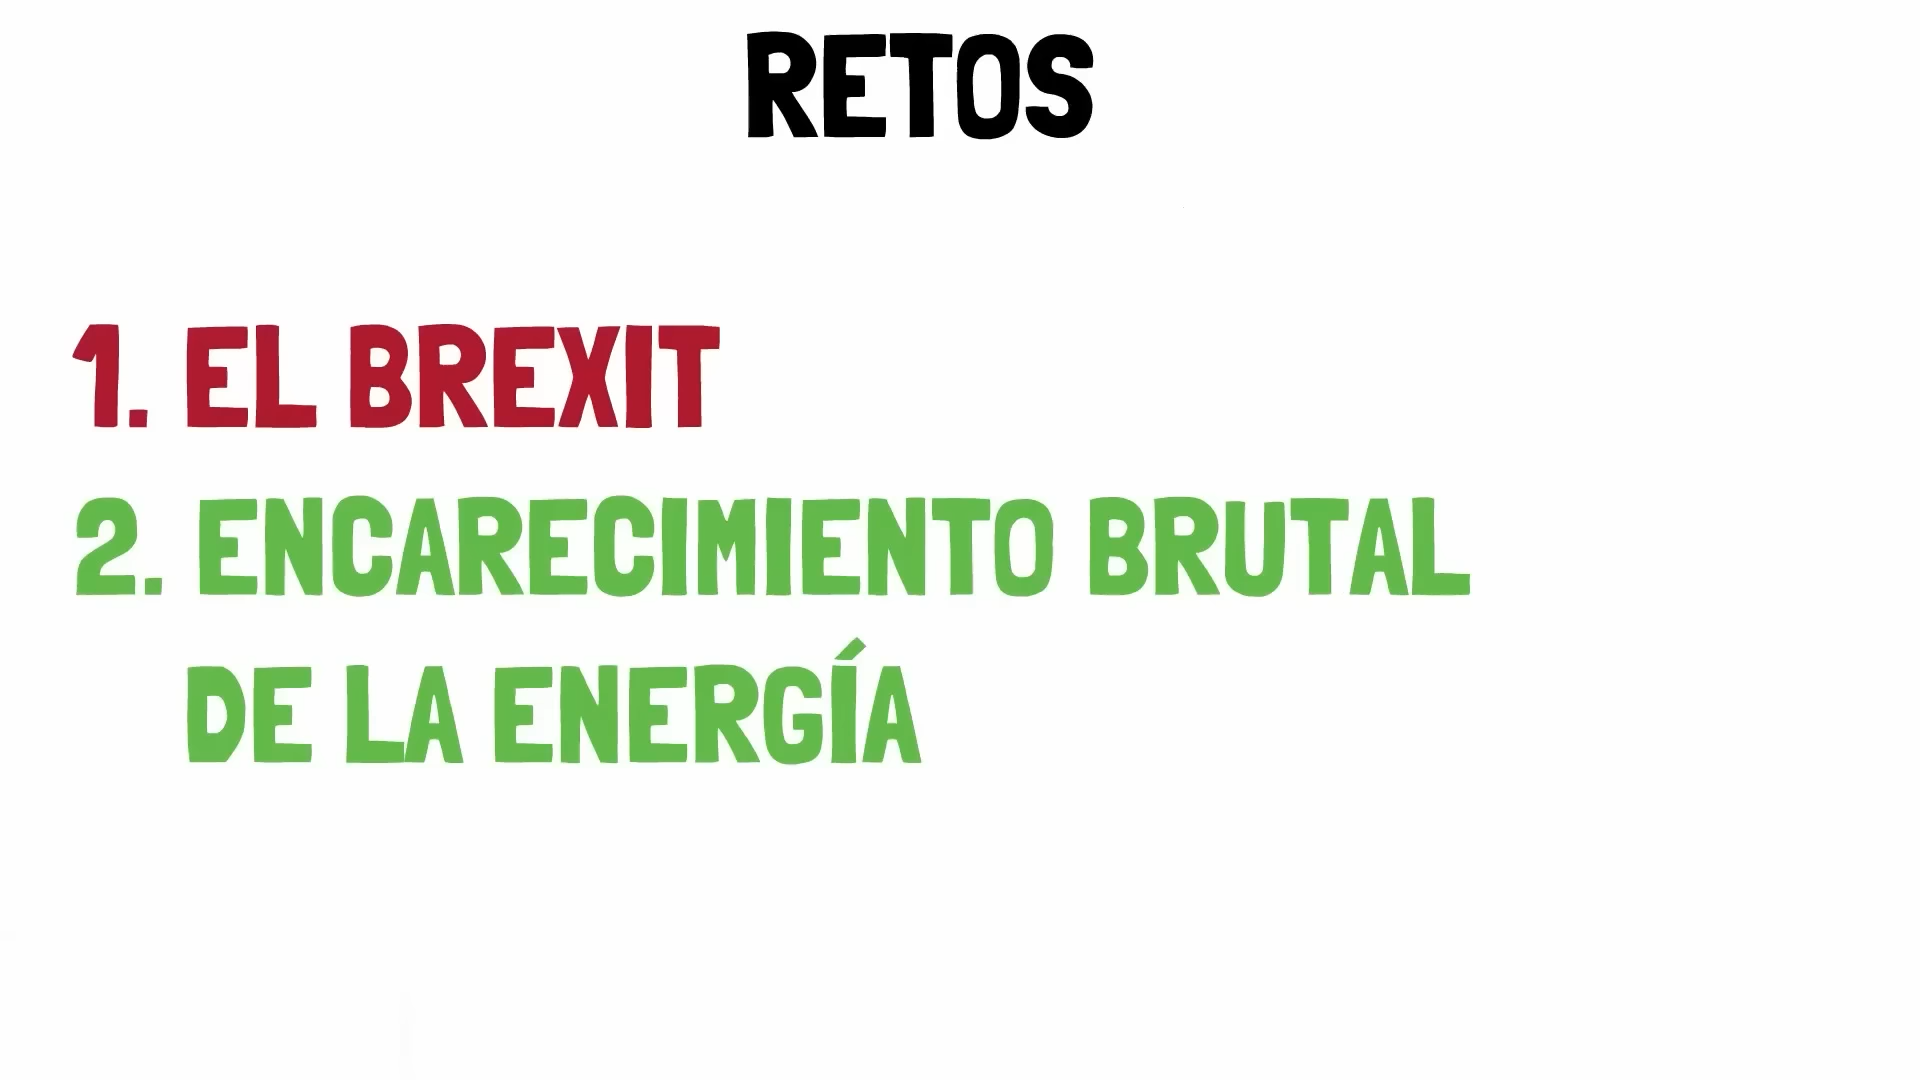 RETOS
1. EL BREXIT
2. ENCARECIMIENTO BRUTAL
DE LA ENERGÍA